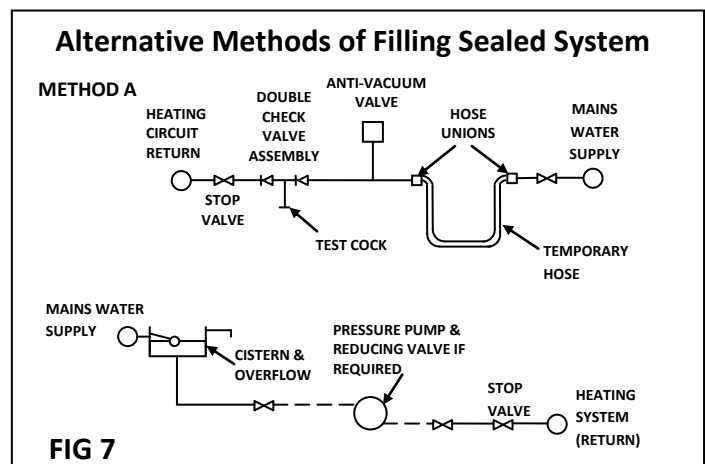 Alternative Methods of Filling Sealed System
METHOD A
HEATING
CIRCUIT
RETURN
DOUBLE
CHECK
VALVE
ASSEMBLY
ANTI-VACUUM
VALVE
HOSE
UNIONS
MAINS
WATER
SUPPLY
STOP
VALVE
TEST COCK
TEMPORARY
HOSE
MAINS WATER
SUPPLY
CISTERN &
OVERFLOW
PRESSURE PUMP &
REDUCING VALVE IF
REQUIRED
STOP
VALVE
HEATING
SYSTEM
(RETURN)
FIG 7